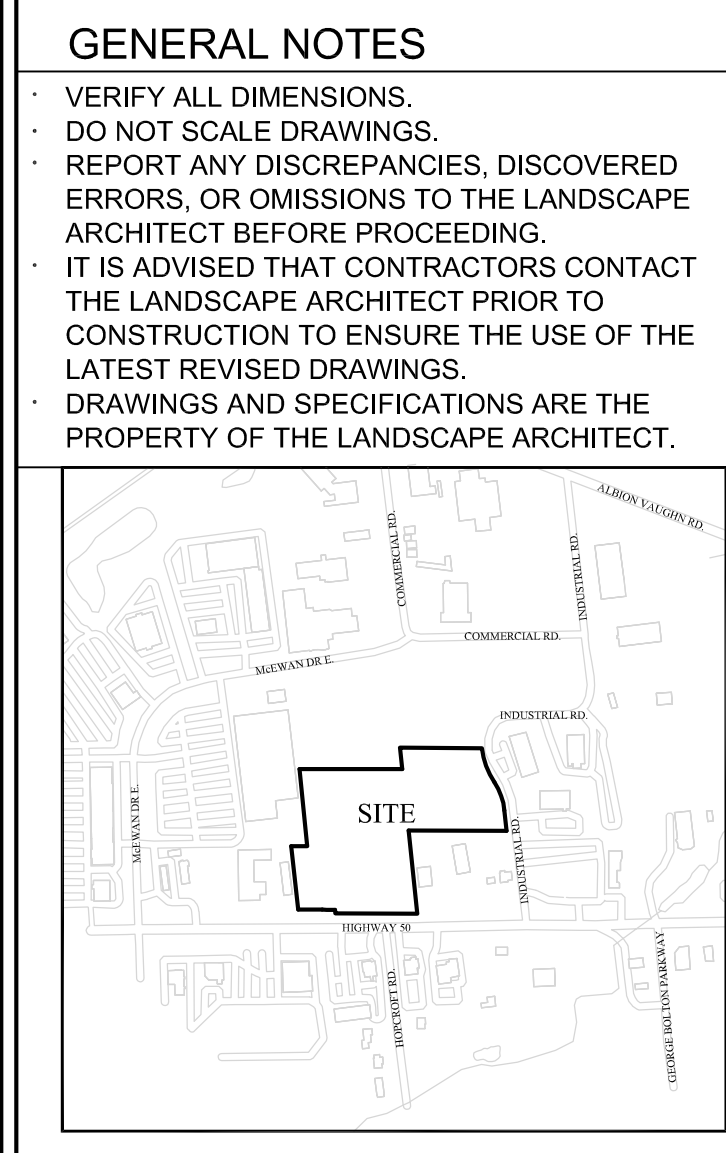 GENERAL NOTES
· VERIFY ALL DIMENSIONS.
· DO NOT SCALE DRAWINGS.
· REPORT ANY DISCREPANCIES, DISCOVERED
ERRORS, OR OMISSIONS TO THE LANDSCAPE
ARCHITECT BEFORE PROCEEDING.
· IT IS ADVISED THAT CONTRACTORS CONTACT
THE LANDSCAPE ARCHITECT PRIOR TO
CONSTRUCTION TO ENSURE THE USE OF THE
LATEST REVISED DRAWINGS.
· DRAWINGS AND SPECIFICATIONS ARE THE
PROPERTY OF THE LANDSCAPE ARCHITECT.
ALBION VAUGHN RD.
COMMERCIAL RD.
INDUSTRIAL RD.
COMMERCIAL RD.
McEWAN DR E.
INDUSTRIAL RD.
SITE
McEWAN DR E.
INDUSTRIAL RD.
HIGHWAY 50
HOPCROFT RD.
GEORGE BOLTON PARKWAY